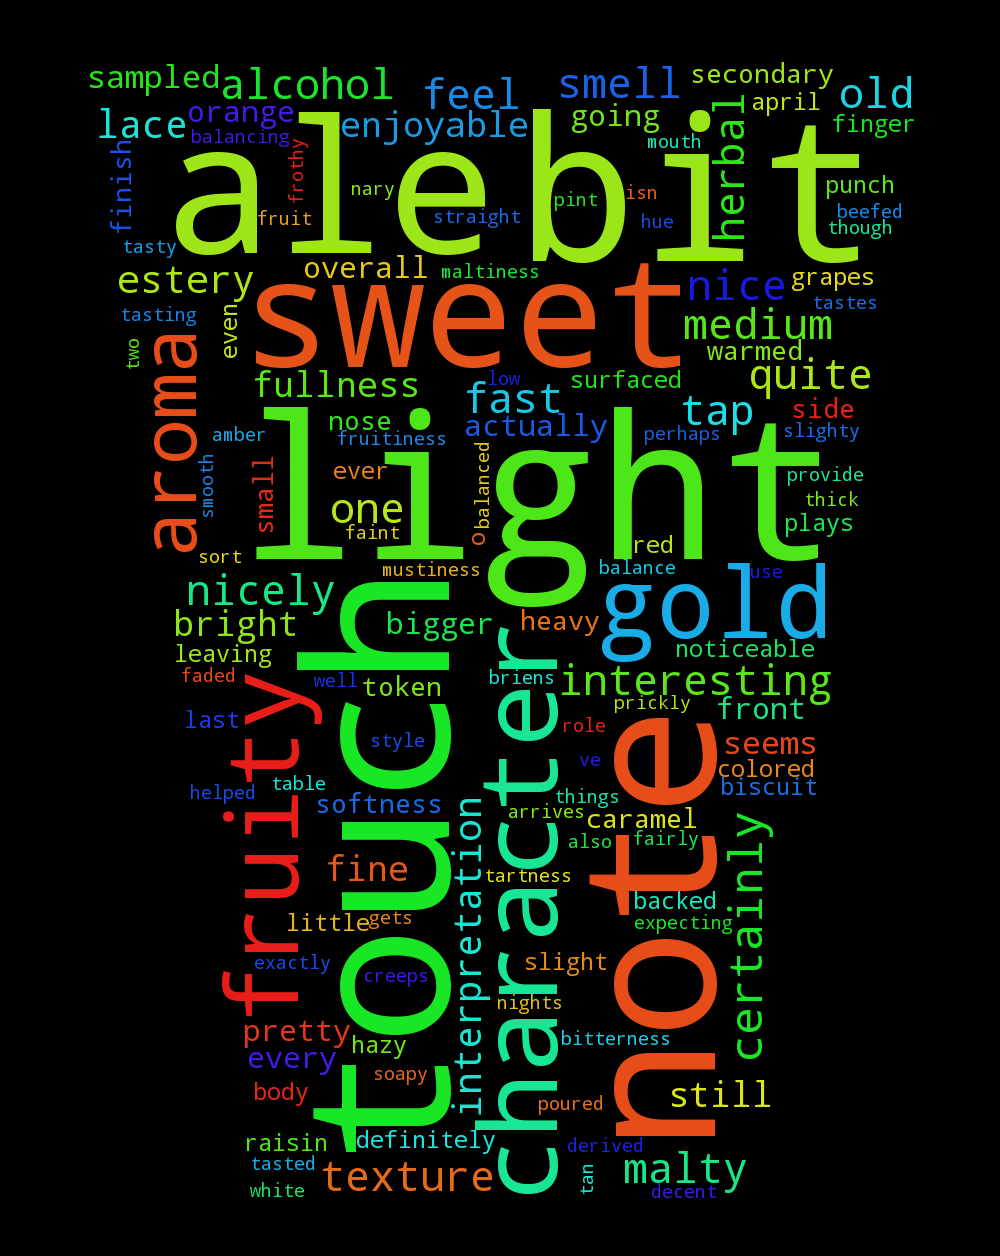 sampled
alcohol
feel
smell
secondary
old
april
orange
lace
enjoyable
going
herbal
finger
balancing
frothy
mouth
finish
ale
bit
nary
pint
isn
punch
fruit
straight
hue
beefed
though
tasty
estery
overall
maltiness
nice
grapes
sweet
tastes
tasting
even
medium
two
aroma
warmed
fullness
low
fast
surfaced
quite
nose
actually
tap
side
amber
fruitiness
perhaps
slighty
smooth
small
ever
balanced
light
provide
one
thick
faint
o
plays
sort
red
mustiness
balance
use
nicely
gold
bright
bigger
heavy
leaving
touch
character
noticeable
faded
well
token
briens
interesting
fruity
prickly
front
last
style
role
note
seems
ve
colored
helped
table
softness
things
biscuit
arrives
caramel
interpretation
also
fairly
certainly
fine
tartness
backed
little
gets
expecting
exactly
creeps
slight
nights
pretty
hazy
bitterness
every
soapy
body
poured
still
raisin
definitely
derived
tasted
texture
tan
malty
white
decent